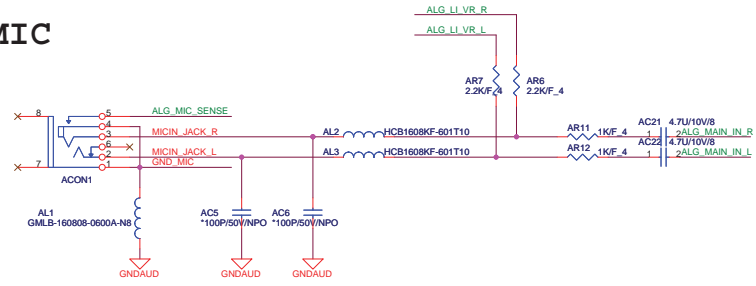 MIC
ALG_LI_VR_R
ALG_LI_VR_L
AR7
2.2K/F_4
AR6
2.2K/F_4
8
7
5
4
3
6
2
1
ACON1
ALG_MIC_SENSE
MICIN_JACK_R
MICIN_JACK_L
GND_MIC
AL2
HCB1608KF-601T10
AL3
HCB1608KF-601T10
AR11
1K/F_4
AR12
1K/F_4
AC21
4.7U/10V/8
1
2
ALG_MAIN_IN_R
AC22
4.7U/10V/8
1
2
ALG_MAIN_IN_L
AL1
GMLB-160808-0600A-N8
AC5
*100P/50V/NPO
AC6
*100P/50V/NPO
GNDAUD
GNDAUD
GNDAUD